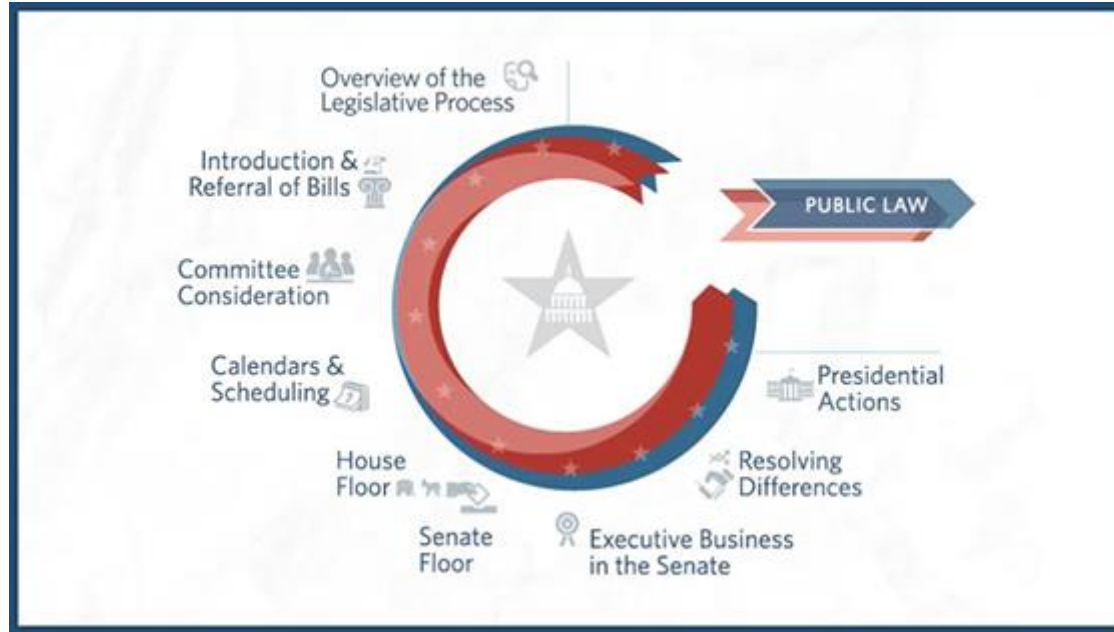 Overview of the
Legislative Process
Introduction &
Referral of Bills
Committee
Consideration
Calendars &
Scheduling
House
Floor
Senate
Floor
Executive Business
in the Senate
Resolving
Differences
Presidential
Actions
PUBLIC LAW